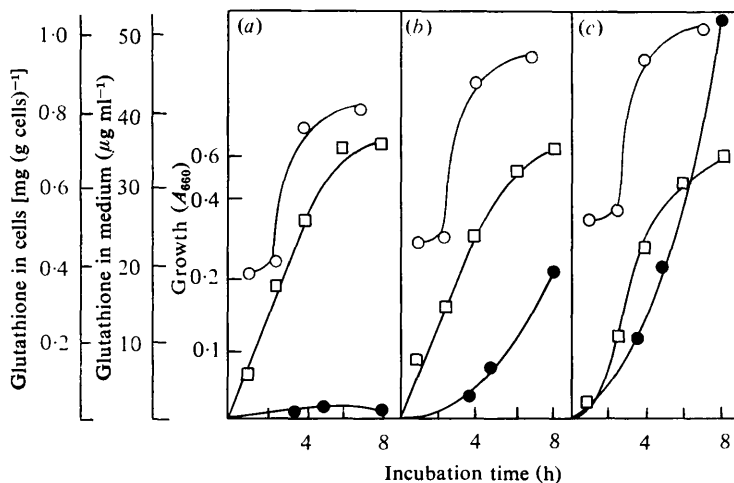 Glutathione in cells [mg (g cells)⁻¹]
1·0
0·8
0·6
0·4
0·2
Glutathione in medium (μg ml⁻¹)
50
40
30
20
10
Growth (A₆₆₀)
0·6
0·4
0·2
0·1
(a)
(b)
(c)
4 8 4 8 4 8
Incubation time (h)